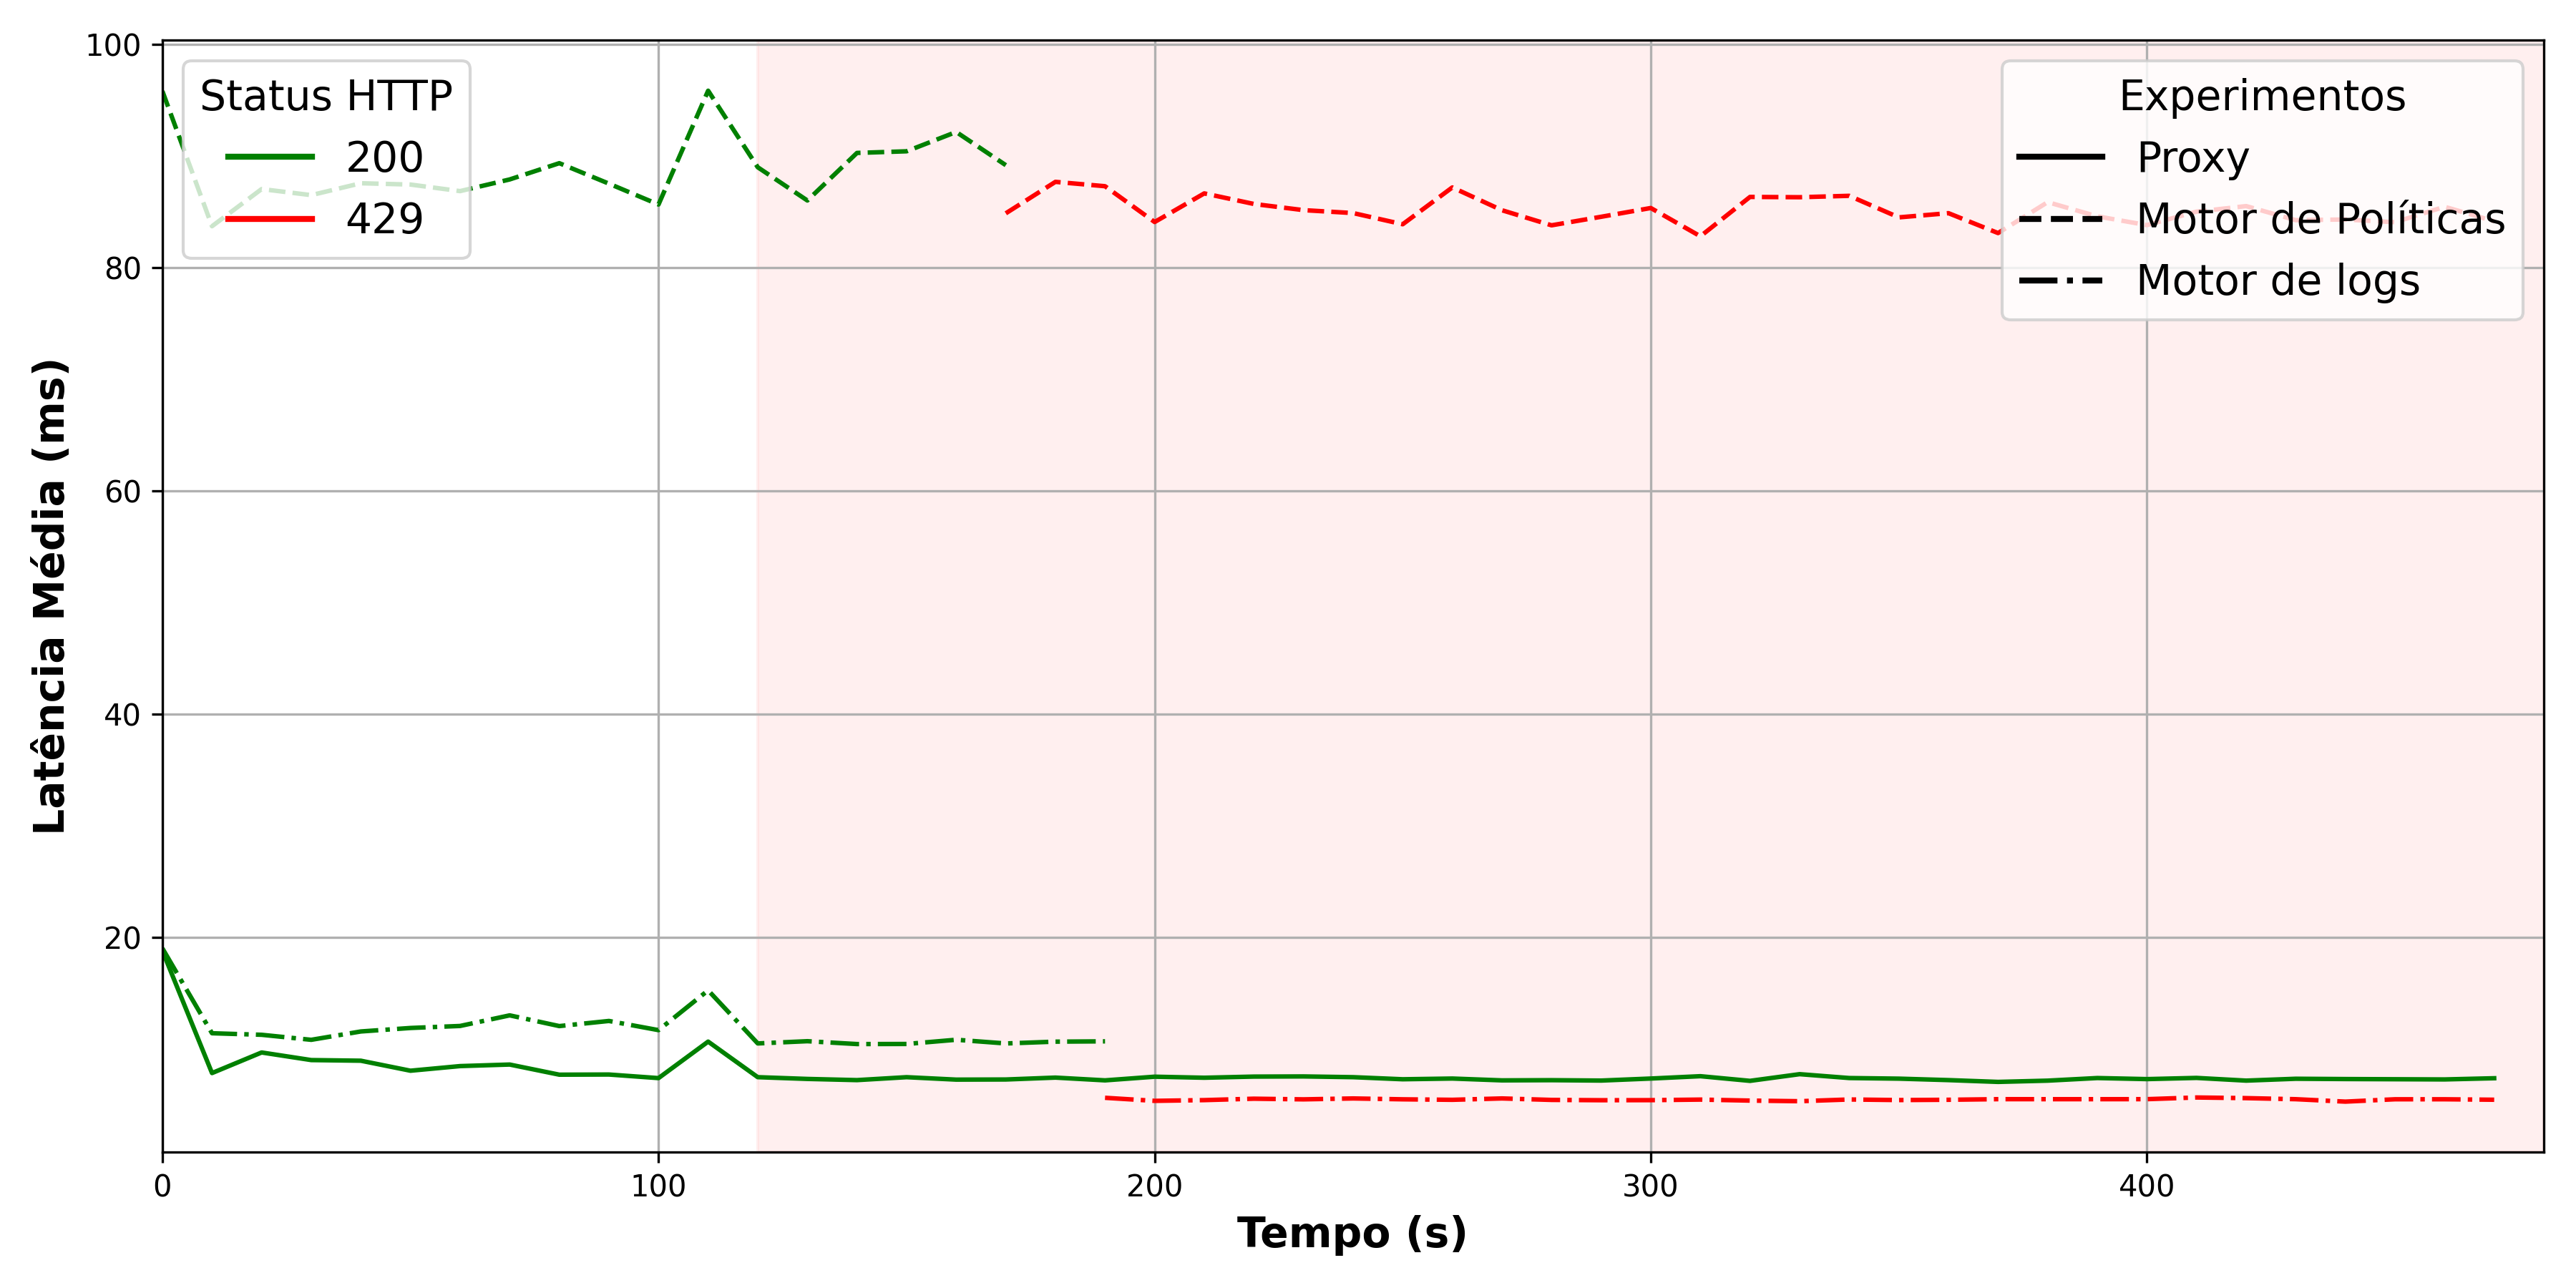 Status HTTP
200
429
Experimentos
Proxy
Motor de Políticas
Motor de logs
Latência Média (ms)
100
80
60
40
20
0
100
200
300
400
Tempo (s)